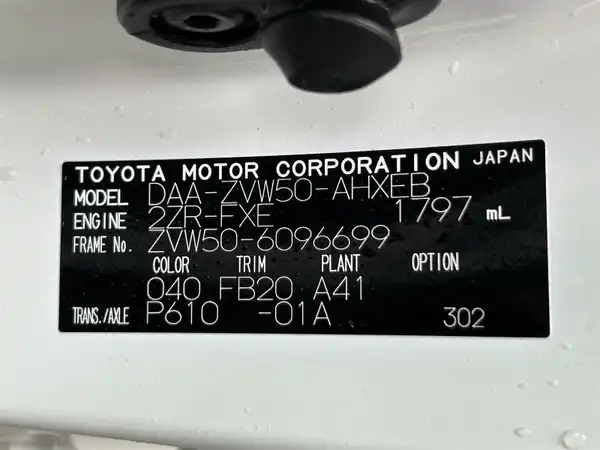 TOYOTA MOTOR CORPORATION JAPAN
MODEL DAA-ZVW50-AHXEB
ENGINE 2ZR-FXE 1797 mL
FRAME No. ZVW50-6096699
COLOR TRIM PLANT OPTION
040 FB20 A41
TRANS./AXLE P610 -01A 302